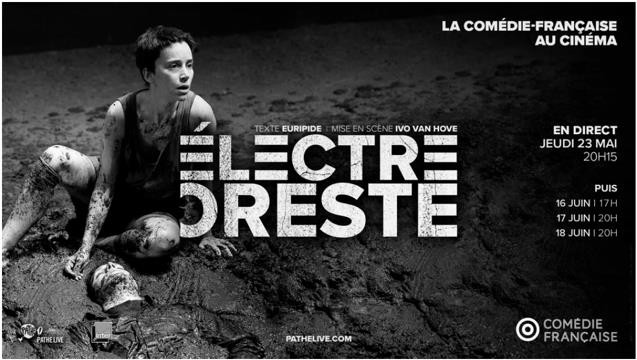 LA COMÉDIE-FRANÇAISE
AU CINÉMA
TEXTE EURIPIDE | MISE EN SCÈNE IVO VAN HOVE
ÉLECTRE
ORESTE
EN DIRECT
JEUDI 23 MAI
20H15
PUIS
16 JUIN | 17H
17 JUIN | 20H
18 JUIN | 20H
PATHE LIVE
inter
PATHELIVE.COM
COMÉDIE
FRANÇAISE